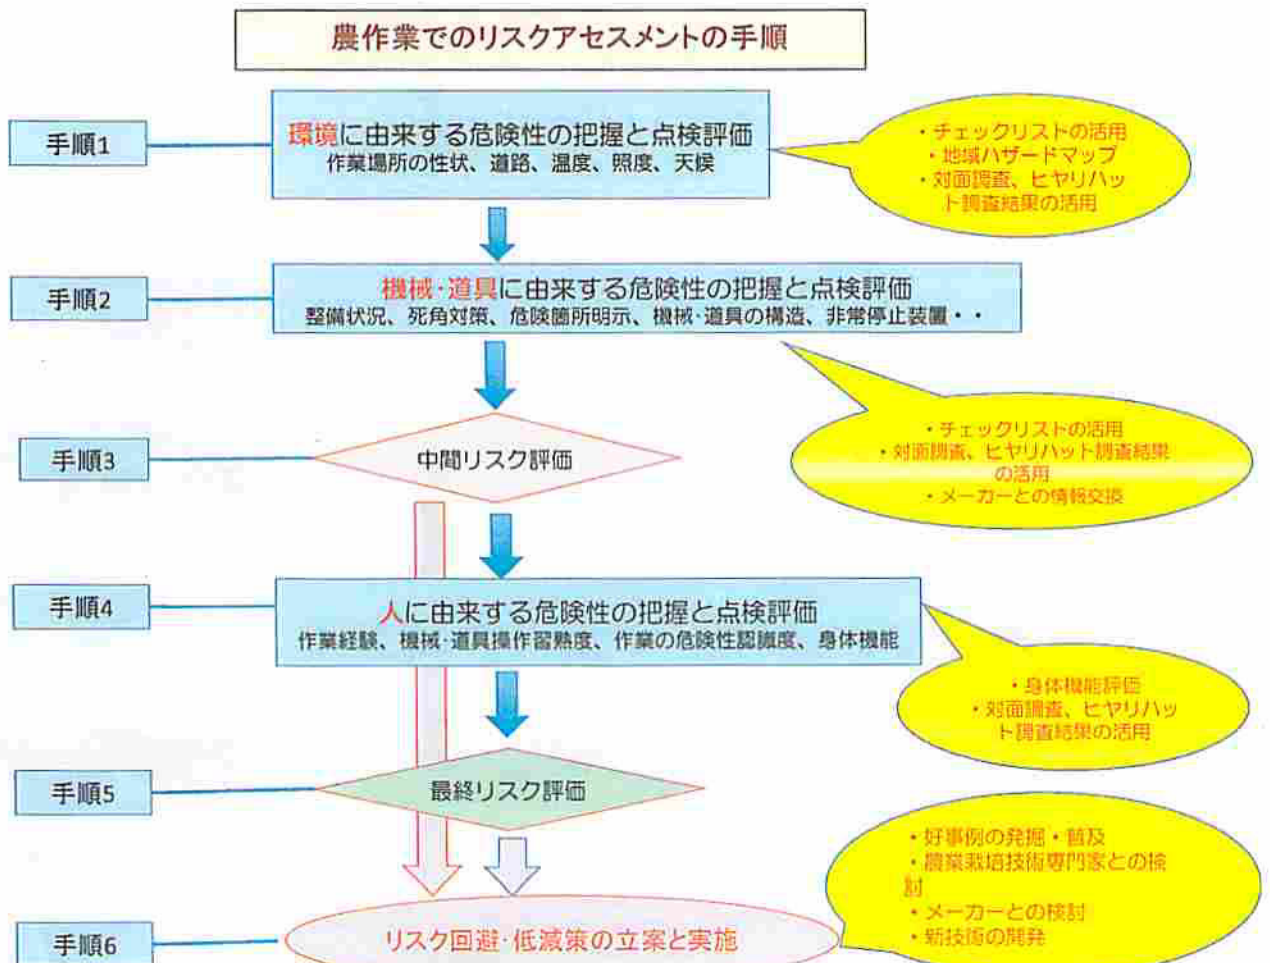 農作業でのリスクアセスメントの手順
手順1
環境に由来する危険性の把握と点検評価
作業場所の性状、道路、温度、照度、天候
・チェックリストの活用
・地域ハザードマップ
・対面調査、ヒヤリハッ
ト調査結果の活用
手順2
機械・道具に由来する危険性の把握と点検評価
整備状況、死角対策、危険箇所明示、機械・道具の構造、非常停止装置・・
・チェックリストの活用
・対面調査、ヒヤリハット調査結果
の活用
・メーカーとの情報交換
手順3
中間リスク評価
手順4
人に由来する危険性の把握と点検評価
作業経験、機械・道具操作習熟度、作業の危険性認識度、身体機能
・身体機能評価
・対面調査、ヒヤリハッ
ト調査結果の活用
手順5
最終リスク評価
・好事例の発掘・普及
・農業栽培技術専門家との検
討
・メーカーとの検討
・新技術の開発
手順6
リスク回避・低減策の立案と実施